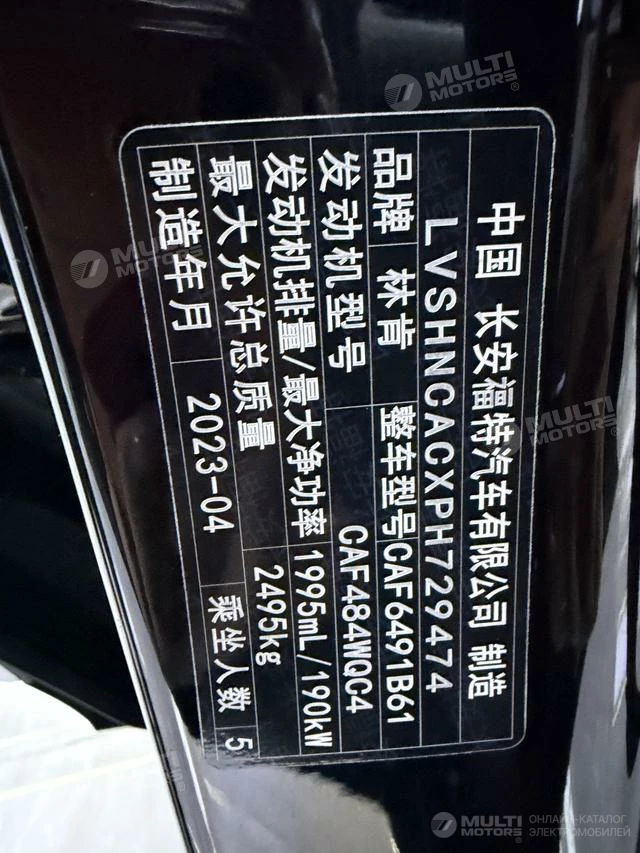 中国 长安福特汽车有限公司 制造
LVSHNCACXPH729474
品牌 林肯 整车型号 CAF6491B61
发动机型号 CAF484WQC4
发动机排量/最大净功率 1995mL/190kW
最大允许总质量 2495kg
制造年月 2023-04 乘坐人数 5
MULTI MOTORS®
MULTI MOTORS®
MULTI MOTORS®
MULTI MOTORS® ОНЛАЙН-КАТАЛОГ ЭЛЕКТРОМОБИЛЕЙ